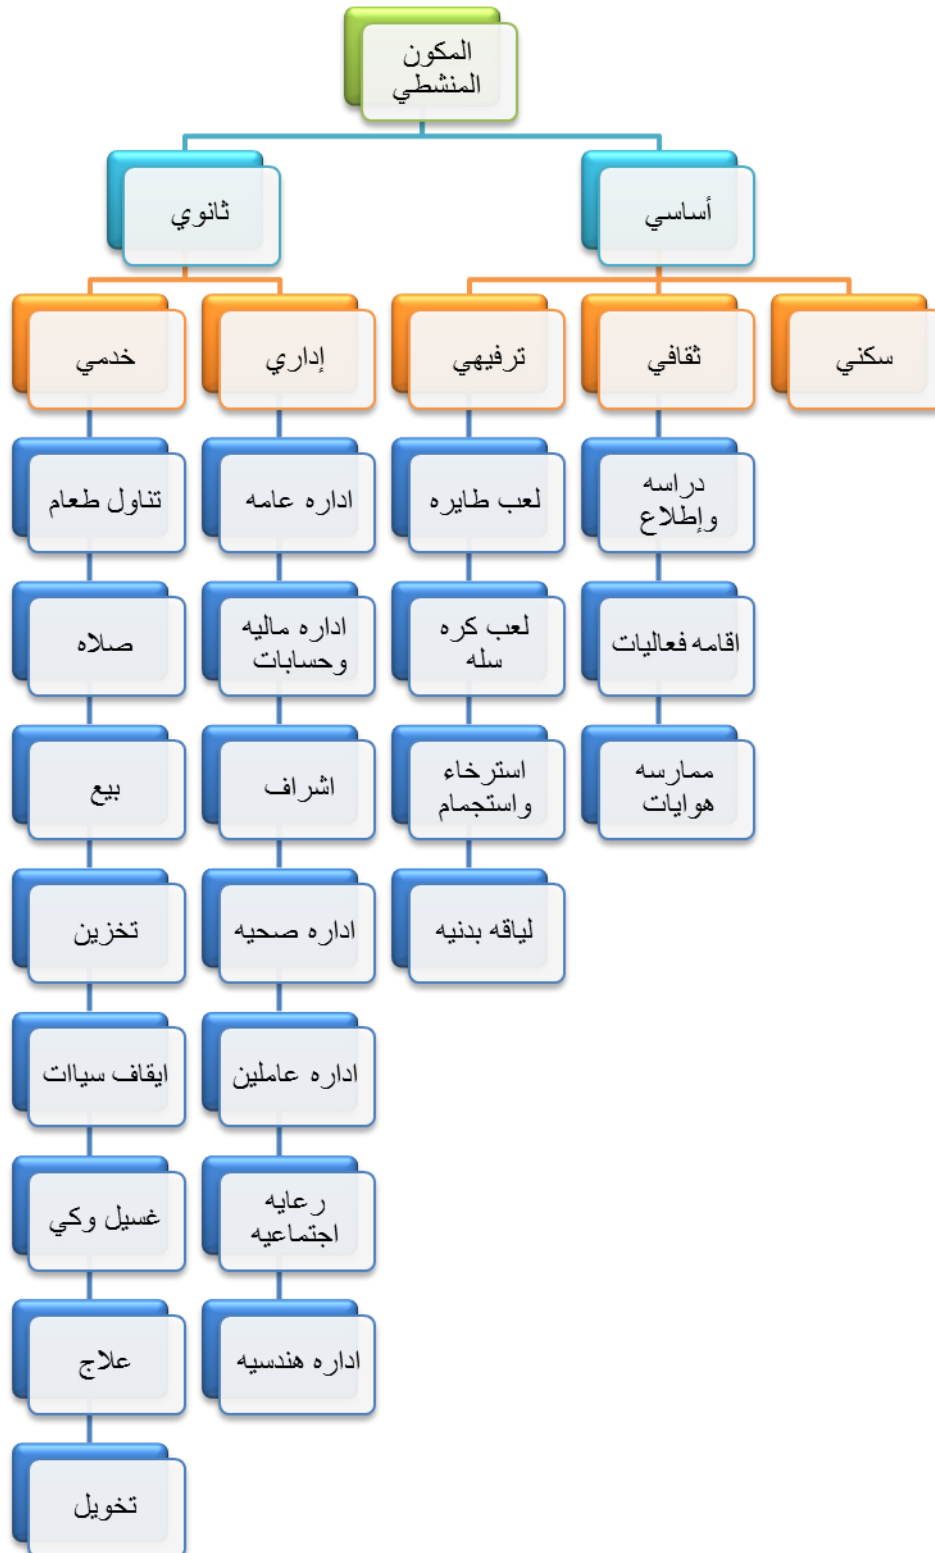 المكون
المنشطي
أساسي
ثانوي
سكني
ثقافي
ترفيهي
إداري
خدمي
دراسه
وإطلاع
لعب طايره
اداره عامه
تناول طعام
اقامه فعاليات
لعب كره
سله
اداره ماليه
وحسابات
صلاه
ممارسه
هوايات
استرخاء
واستجمام
اشراف
بيع
لياقه بدنيه
اداره صحيه
تخزين
اداره عاملين
ايقاف سياات
رعايه
اجتماعيه
غسيل وكي
اداره هندسيه
علاج
تخويل